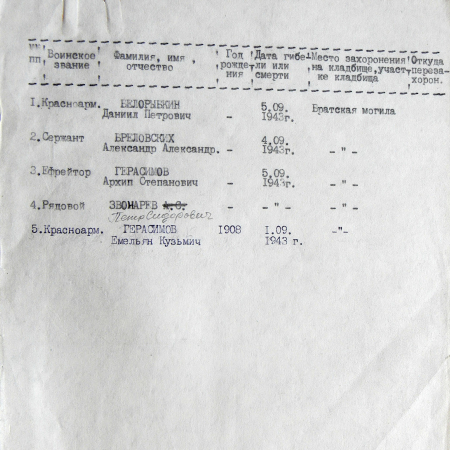 №№ Воинское Фамилия, имя, Год Дата гибе- Место захоронения Откуда
пп звание отчество рожде- ли или на кладбище, участ- переза-
ния смерти ке кладбища хорон.
1. Красноарм. БЕЛОРЫБКИН 5.09. Братская могила
Даниил Петрович – 1943г.
2. Сержант БРЕЛОВСКИХ 4.09.
Александр Александр. – 1943г. – " –
3. Ефрейтор ГЕРАСИМОВ 5.09.
Архип Степанович – 1943г. – " –
4. Рядовой ЗВОНАРЕВ А.С. – – " – – " –
Петр Сидорович
5. Красноарм. ГЕРАСИМОВ 1908 1.09. –"–
Емельян Кузьмич 1943 г.